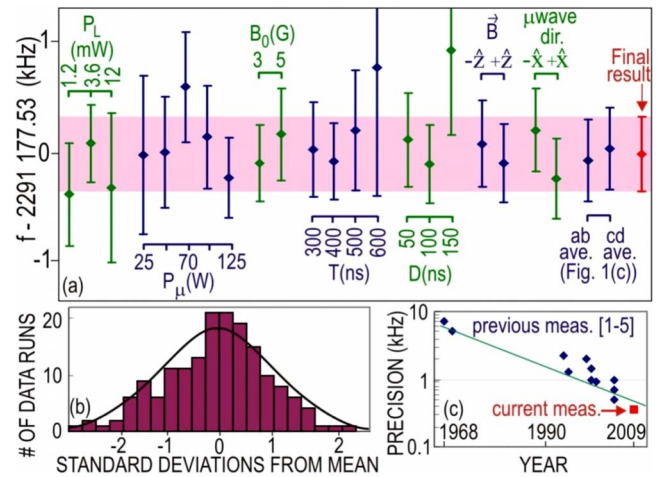 f - 2291 177.53 (kHz)
1
0
-1
(a)
P_L
(mW)
1.2
3.6
12
25
70
125
P_μ(W)
B_0(G)
3 5
300
400
500
600
T(ns)
50
100
150
D(ns)
B⃗
-ẑ +ẑ
μwave
dir.
-x̂ +x̂
ab
ave.
cd
ave.
(Fig. 1(c))
Final
result
# OF DATA RUNS
20
10
0
(b)
-2 -1 0 1 2
STANDARD DEVIATIONS FROM MEAN
PRECISION (kHz)
10
1
0.1
previous meas. [1-5]
current meas.
(c)
1968 1990 2009
YEAR